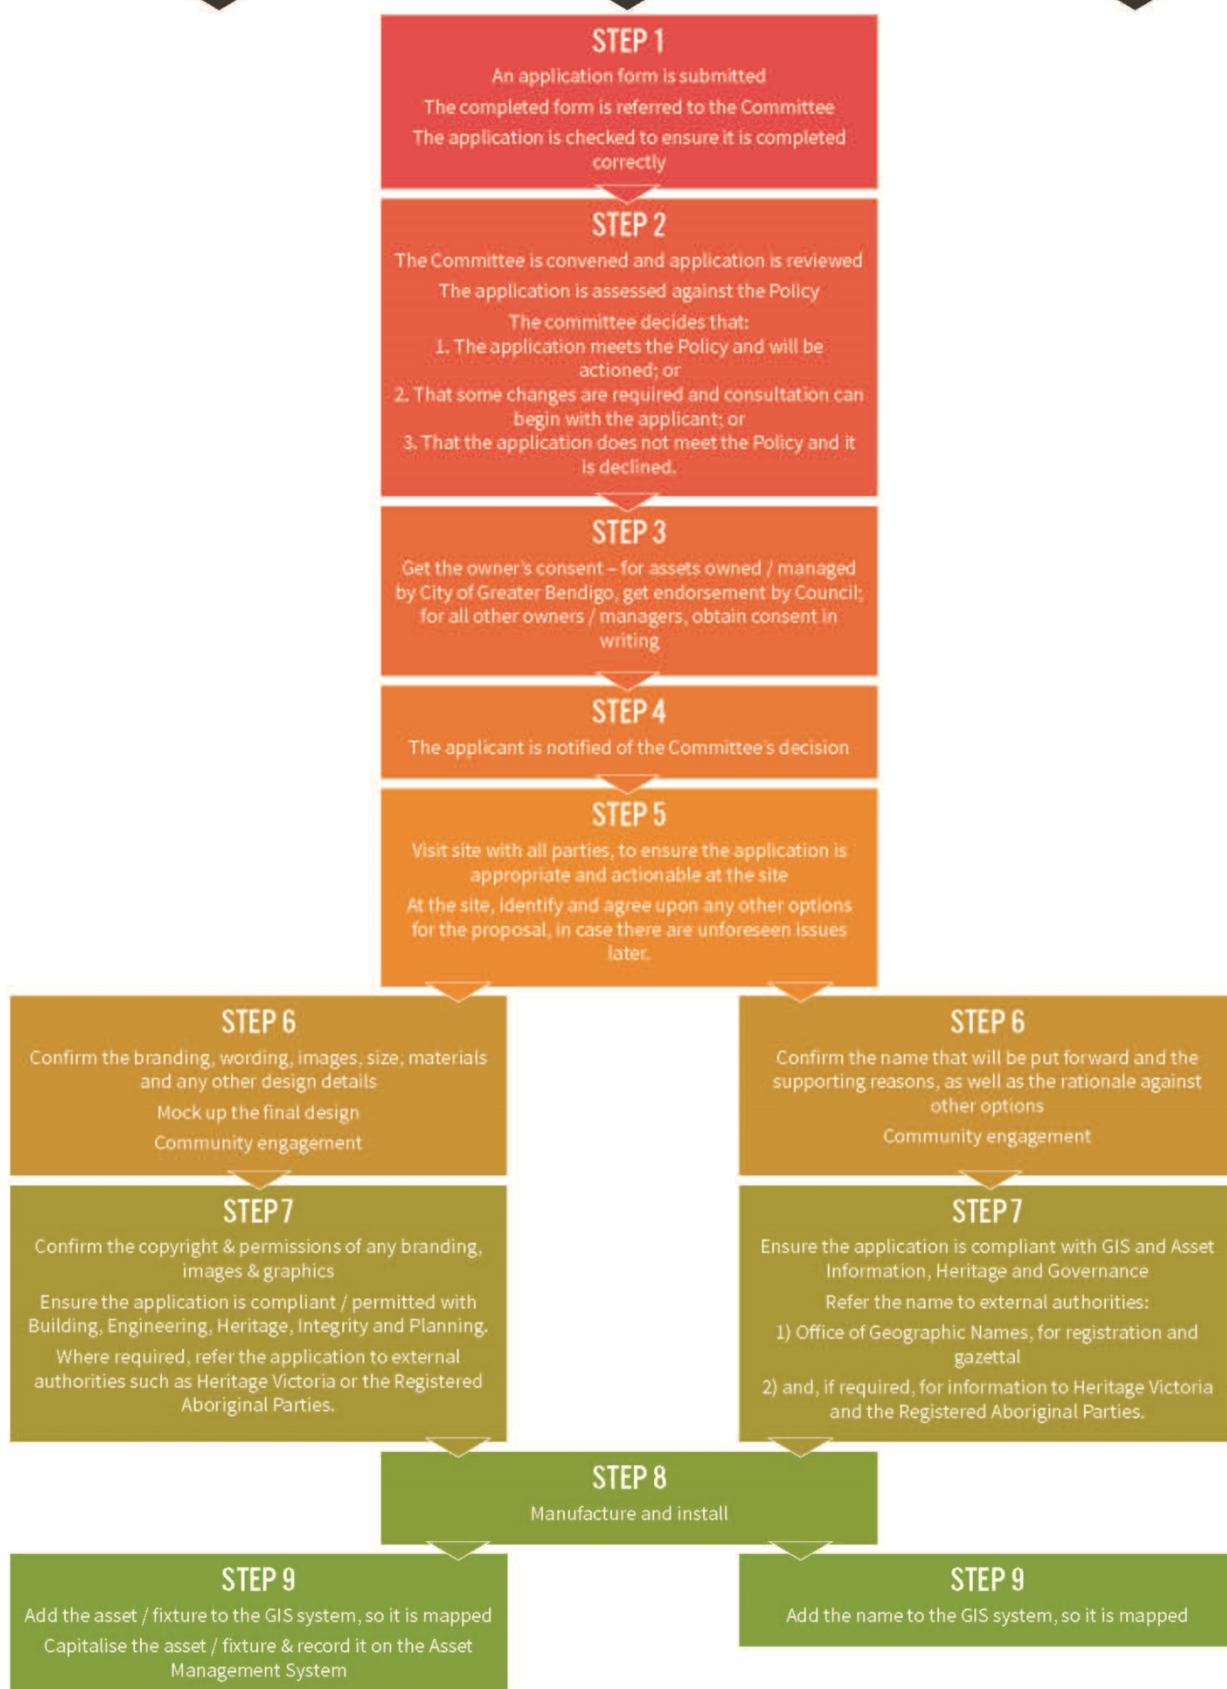 STEP 1
An application form is submitted
The completed form is referred to the Committee
The application is checked to ensure it is completed
correctly
STEP 2
The Committee is convened and application is reviewed
The application is assessed against the Policy
The committee decides that:
1. The application meets the Policy and will be
actioned; or
2. That some changes are required and consultation can
begin with the applicant; or
3. That the application does not meet the Policy and it
is declined.
STEP 3
Get the owner's consent – for assets owned / managed
by City of Greater Bendigo, get endorsement by Council;
for all other owners / managers, obtain consent in
writing
STEP 4
The applicant is notified of the Committee's decision
STEP 5
Visit site with all parties, to ensure the application is
appropriate and actionable at the site
At the site, identify and agree upon any other options
for the proposal, in case there are unforeseen issues
later.
STEP 6
Confirm the branding, wording, images, size, materials
and any other design details
Mock up the final design
Community engagement
STEP 6
Confirm the name that will be put forward and the
supporting reasons, as well as the rationale against
other options
Community engagement
STEP 7
Confirm the copyright & permissions of any branding,
images & graphics
Ensure the application is compliant / permitted with
Building, Engineering, Heritage, Integrity and Planning.
Where required, refer the application to external
authorities such as Heritage Victoria or the Registered
Aboriginal Parties.
STEP 7
Ensure the application is compliant with GIS and Asset
Information, Heritage and Governance
Refer the name to external authorities:
1) Office of Geographic Names, for registration and
gazettal
2) and, if required, for information to Heritage Victoria
and the Registered Aboriginal Parties.
STEP 8
Manufacture and install
STEP 9
Add the asset / fixture to the GIS system, so it is mapped
Capitalise the asset / fixture & record it on the Asset
Management System
STEP 9
Add the name to the GIS system, so it is mapped